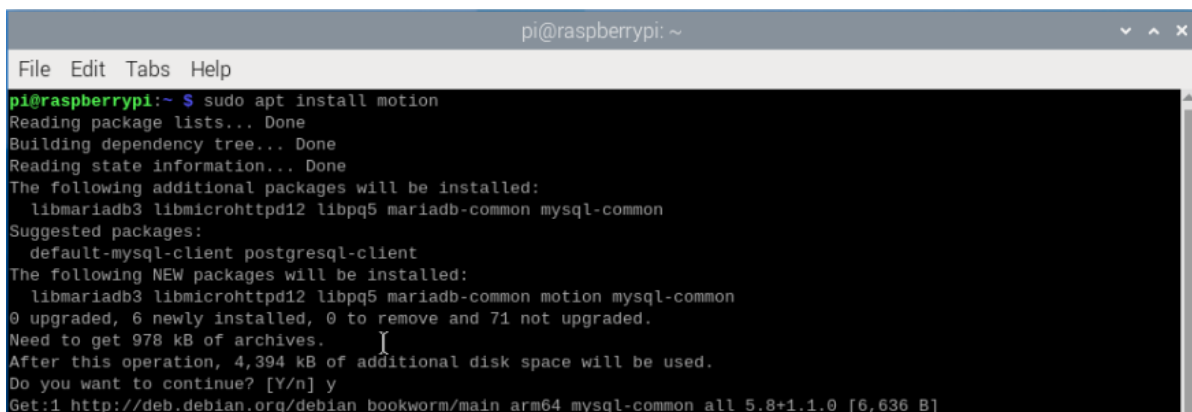 pi@raspberrypi: ~
File Edit Tabs Help
pi@raspberrypi:~ $ sudo apt install motion
Reading package lists... Done
Building dependency tree... Done
Reading state information... Done
The following additional packages will be installed:
  libmariadb3 libmicrohttpd12 libpq5 mariadb-common mysql-common
Suggested packages:
  default-mysql-client postgresql-client
The following NEW packages will be installed:
  libmariadb3 libmicrohttpd12 libpq5 mariadb-common motion mysql-common
0 upgraded, 6 newly installed, 0 to remove and 71 not upgraded.
Need to get 978 kB of archives.
After this operation, 4,394 kB of additional disk space will be used.
Do you want to continue? [Y/n] y
Get:1 http://deb.debian.org/debian bookworm/main arm64 mysql-common all 5.8+1.1.0 [6,636 B]